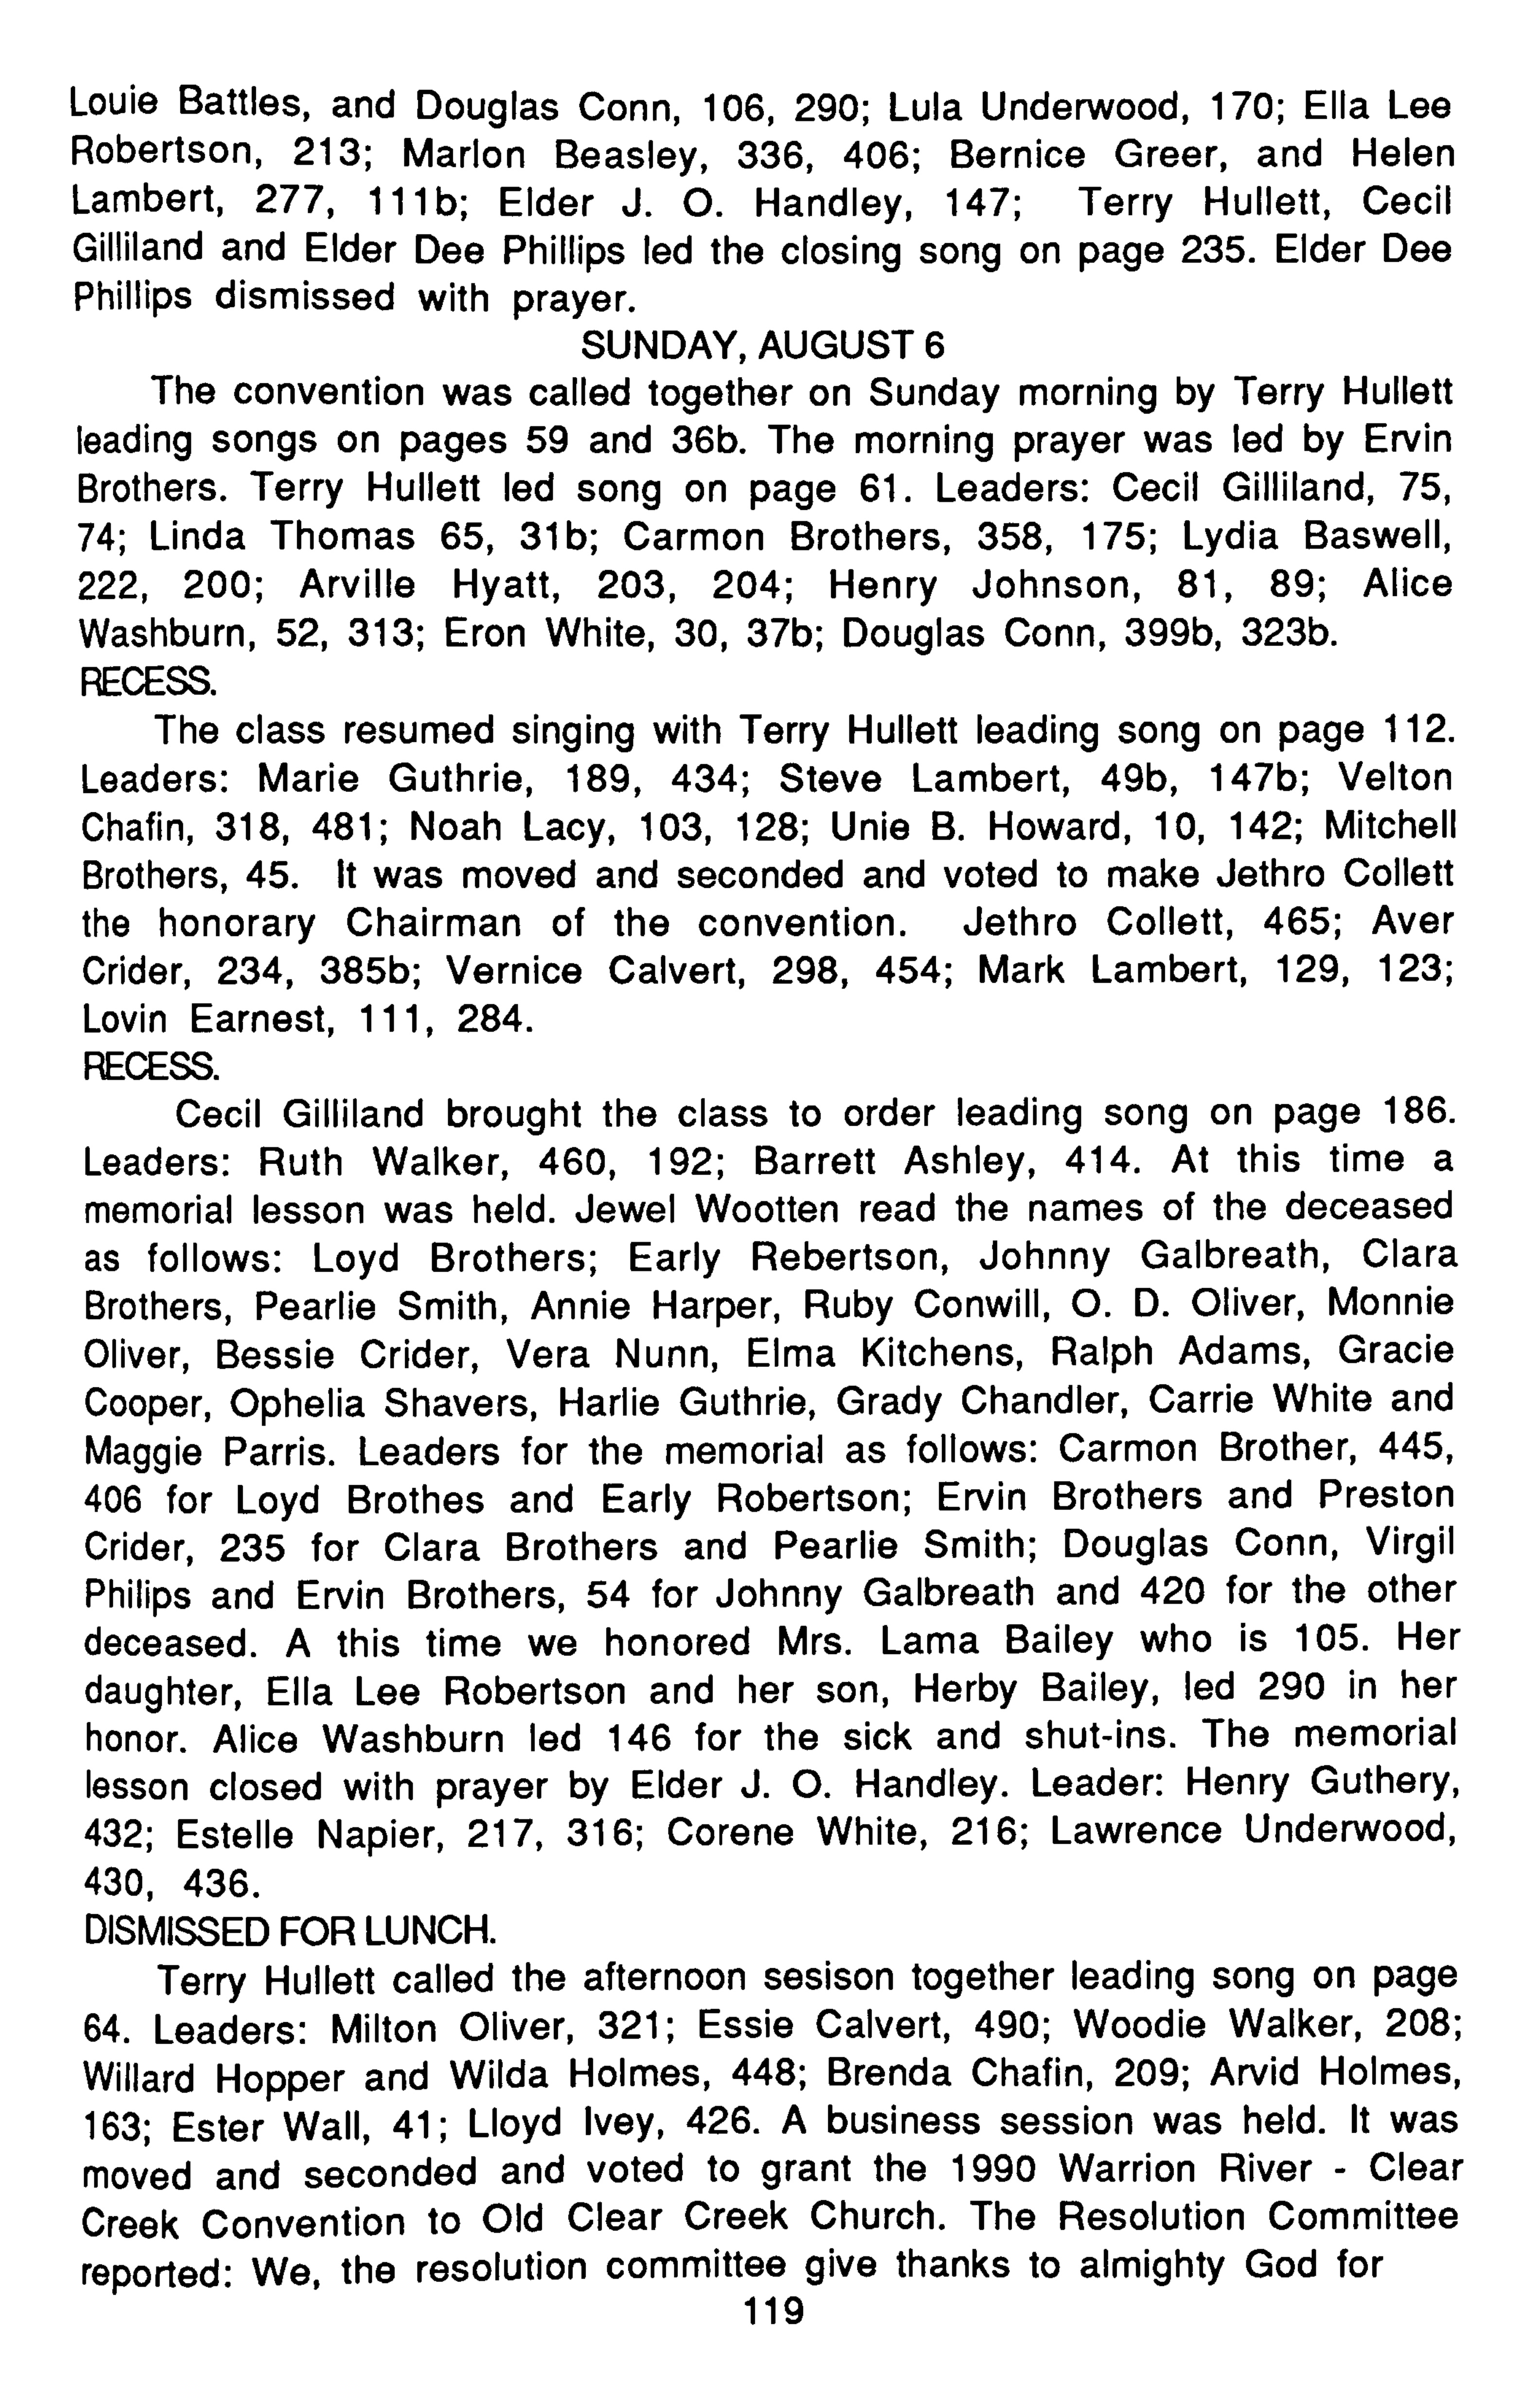 Louie Battles, and Douglas Conn, 106, 290; Lula Underwood, 170; Ella Lee
Robertson, 213; Marlon Beasley, 336, 406; Bernice Greer, and Helen
Lambert, 277, 111b; Elder J. O. Handley, 147; Terry Hullett, Cecil
Gilliland and Elder Dee Phillips led the closing song on page 235. Elder Dee
Phillips dismissed with prayer.
SUNDAY, AUGUST 6
The convention was called together on Sunday morning by Terry Hullett
leading songs on pages 59 and 36b. The morning prayer was led by Ervin
Brothers. Terry Hullett led song on page 61. Leaders: Cecil Gilliland, 75,
74; Linda Thomas 65, 31b; Carmon Brothers, 358, 175; Lydia Baswell,
222, 200; Arville Hyatt, 203, 204; Henry Johnson, 81, 89; Alice
Washburn, 52, 313; Eron White, 30, 37b; Douglas Conn, 399b, 323b.
RECESS.
The class resumed singing with Terry Hullett leading song on page 112.
Leaders: Marie Guthrie, 189, 434; Steve Lambert, 49b, 147b; Velton
Chafin, 318, 481; Noah Lacy, 103, 128; Unie B. Howard, 10, 142; Mitchell
Brothers, 45. It was moved and seconded and voted to make Jethro Collett
the honorary Chairman of the convention. Jethro Collett, 465; Aver
Crider, 234, 385b; Vernice Calvert, 298, 454; Mark Lambert, 129, 123;
Lovin Earnest, 111, 284.
RECESS.
Cecil Gilliland brought the class to order leading song on page 186.
Leaders: Ruth Walker, 460, 192; Barrett Ashley, 414. At this time a
memorial lesson was held. Jewel Wootten read the names of the deceased
as follows: Loyd Brothers; Early Rebertson, Johnny Galbreath, Clara
Brothers, Pearlie Smith, Annie Harper, Ruby Conwill, O. D. Oliver, Monnie
Oliver, Bessie Crider, Vera Nunn, Elma Kitchens, Ralph Adams, Gracie
Cooper, Ophelia Shavers, Harlie Guthrie, Grady Chandler, Carrie White and
Maggie Parris. Leaders for the memorial as follows: Carmon Brother, 445,
406 for Loyd Brothes and Early Robertson; Ervin Brothers and Preston
Crider, 235 for Clara Brothers and Pearlie Smith; Douglas Conn, Virgil
Philips and Ervin Brothers, 54 for Johnny Galbreath and 420 for the other
deceased. A this time we honored Mrs. Lama Bailey who is 105. Her
daughter, Ella Lee Robertson and her son, Herby Bailey, led 290 in her
honor. Alice Washburn led 146 for the sick and shut-ins. The memorial
lesson closed with prayer by Elder J. O. Handley. Leader: Henry Guthery,
432; Estelle Napier, 217, 316; Corene White, 216; Lawrence Underwood,
430, 436.
DISMISSED FOR LUNCH.
Terry Hullett called the afternoon sesison together leading song on page
64. Leaders: Milton Oliver, 321; Essie Calvert, 490; Woodie Walker, 208;
Willard Hopper and Wilda Holmes, 448; Brenda Chafin, 209; Arvid Holmes,
163; Ester Wall, 41; Lloyd Ivey, 426. A business session was held. It was
moved and seconded and voted to grant the 1990 Warrion River - Clear
Creek Convention to Old Clear Creek Church. The Resolution Committee
reported: We, the resolution committee give thanks to almighty God for
119